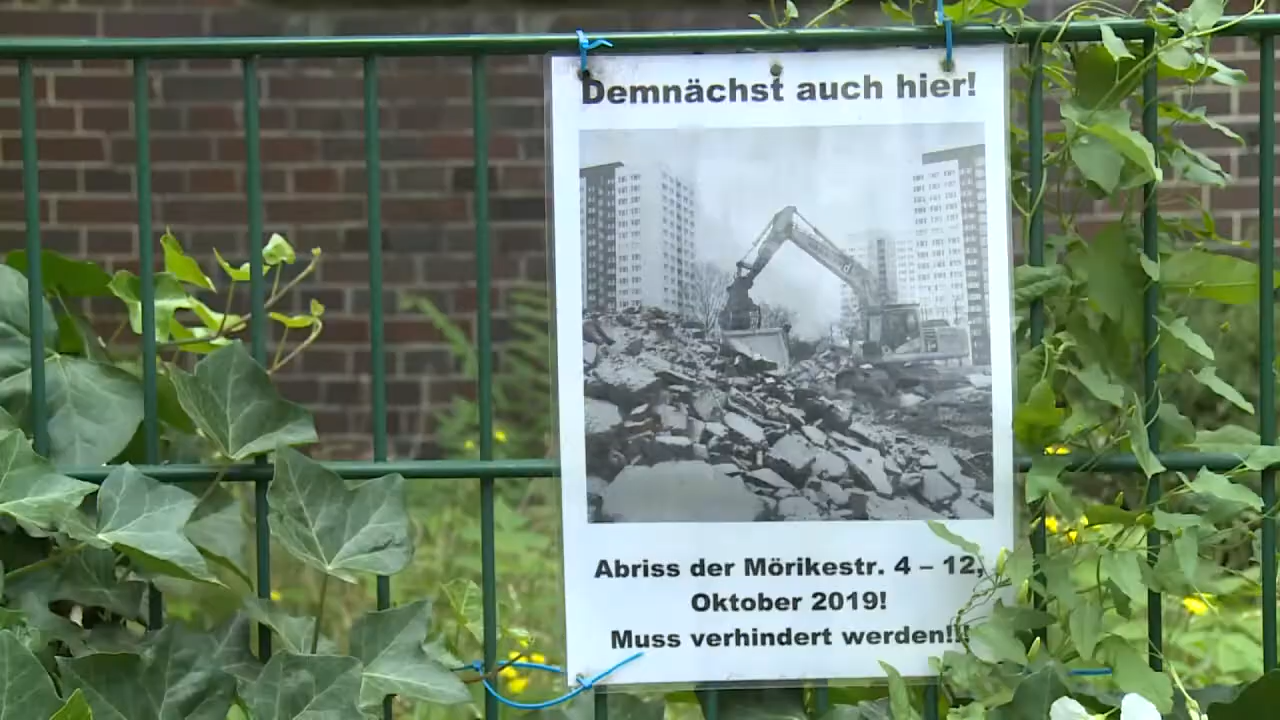 Demnächst auch hier!
Abriss der Mörikestr. 4 – 12,
Oktober 2019!
Muss verhindert werden!!!